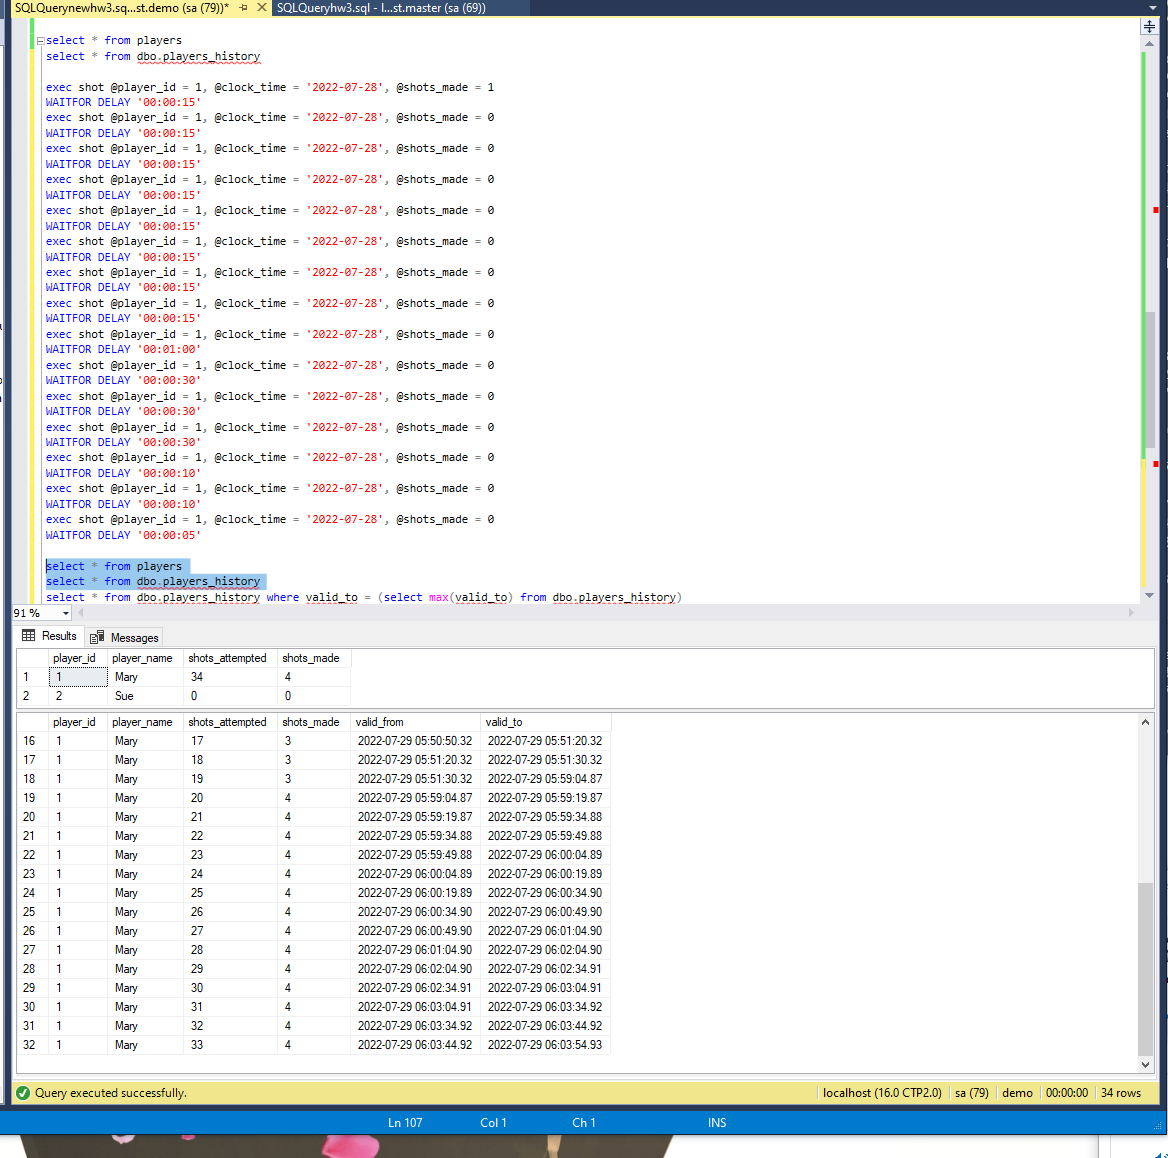 SQLQuerynewhw3.sq...st.demo (sa (79))* SQLQueryhw3.sql - l...st.master (sa (69))
select * from players
select * from dbo.players_history
exec shot @player_id = 1, @clock_time = '2022-07-28', @shots_made = 1
WAITFOR DELAY '00:00:15'
exec shot @player_id = 1, @clock_time = '2022-07-28', @shots_made = 0
WAITFOR DELAY '00:00:15'
exec shot @player_id = 1, @clock_time = '2022-07-28', @shots_made = 0
WAITFOR DELAY '00:00:15'
exec shot @player_id = 1, @clock_time = '2022-07-28', @shots_made = 0
WAITFOR DELAY '00:00:15'
exec shot @player_id = 1, @clock_time = '2022-07-28', @shots_made = 0
WAITFOR DELAY '00:00:15'
exec shot @player_id = 1, @clock_time = '2022-07-28', @shots_made = 0
WAITFOR DELAY '00:00:15'
exec shot @player_id = 1, @clock_time = '2022-07-28', @shots_made = 0
WAITFOR DELAY '00:00:15'
exec shot @player_id = 1, @clock_time = '2022-07-28', @shots_made = 0
WAITFOR DELAY '00:00:15'
exec shot @player_id = 1, @clock_time = '2022-07-28', @shots_made = 0
WAITFOR DELAY '00:01:00'
exec shot @player_id = 1, @clock_time = '2022-07-28', @shots_made = 0
WAITFOR DELAY '00:00:30'
exec shot @player_id = 1, @clock_time = '2022-07-28', @shots_made = 0
WAITFOR DELAY '00:00:30'
exec shot @player_id = 1, @clock_time = '2022-07-28', @shots_made = 0
WAITFOR DELAY '00:00:30'
exec shot @player_id = 1, @clock_time = '2022-07-28', @shots_made = 0
WAITFOR DELAY '00:00:10'
exec shot @player_id = 1, @clock_time = '2022-07-28', @shots_made = 0
WAITFOR DELAY '00:00:10'
exec shot @player_id = 1, @clock_time = '2022-07-28', @shots_made = 0
WAITFOR DELAY '00:00:05'
select * from players
select * from dbo.players_history
select * from dbo.players_history where valid_to = (select max(valid_to) from dbo.players_history)
91 %
Results Messages
player_id player_name shots_attempted shots_made
1 1 Mary 34 4
2 2 Sue 0 0
player_id player_name shots_attempted shots_made valid_from valid_to
16 1 Mary 17 3 2022-07-29 05:50:50.32 2022-07-29 05:51:20.32
17 1 Mary 18 3 2022-07-29 05:51:20.32 2022-07-29 05:51:30.32
18 1 Mary 19 3 2022-07-29 05:51:30.32 2022-07-29 05:59:04.87
19 1 Mary 20 4 2022-07-29 05:59:04.87 2022-07-29 05:59:19.87
20 1 Mary 21 4 2022-07-29 05:59:19.87 2022-07-29 05:59:34.88
21 1 Mary 22 4 2022-07-29 05:59:34.88 2022-07-29 05:59:49.88
22 1 Mary 23 4 2022-07-29 05:59:49.88 2022-07-29 06:00:04.89
23 1 Mary 24 4 2022-07-29 06:00:04.89 2022-07-29 06:00:19.89
24 1 Mary 25 4 2022-07-29 06:00:19.89 2022-07-29 06:00:34.90
25 1 Mary 26 4 2022-07-29 06:00:34.90 2022-07-29 06:00:49.90
26 1 Mary 27 4 2022-07-29 06:00:49.90 2022-07-29 06:01:04.90
27 1 Mary 28 4 2022-07-29 06:01:04.90 2022-07-29 06:02:04.90
28 1 Mary 29 4 2022-07-29 06:02:04.90 2022-07-29 06:02:34.91
29 1 Mary 30 4 2022-07-29 06:02:34.91 2022-07-29 06:03:04.91
30 1 Mary 31 4 2022-07-29 06:03:04.91 2022-07-29 06:03:34.92
31 1 Mary 32 4 2022-07-29 06:03:34.92 2022-07-29 06:03:44.92
32 1 Mary 33 4 2022-07-29 06:03:44.92 2022-07-29 06:03:54.93
Query executed successfully. localhost (16.0 CTP2.0) sa (79) demo 00:00:00 34 rows
Ln 107 Col 1 Ch 1 INS